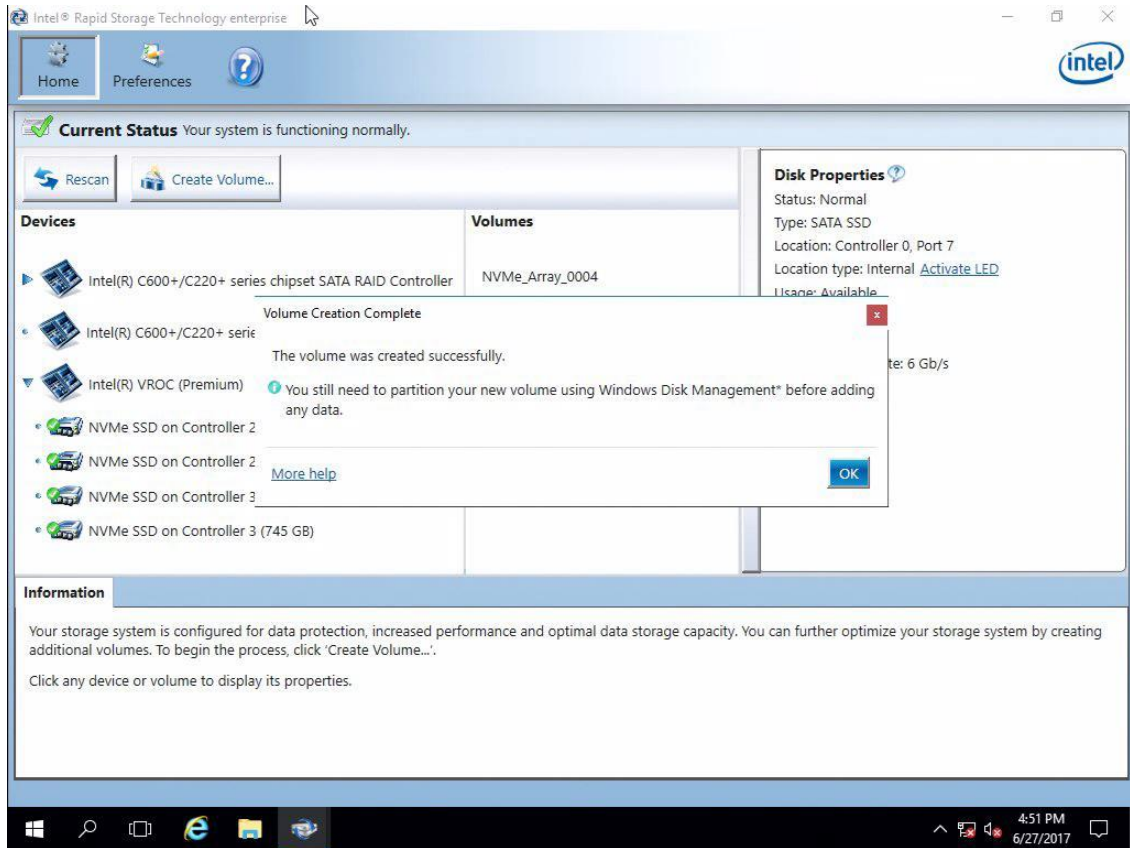 Intel® Rapid Storage Technology enterprise
Home
Preferences
?
intel
Current Status Your system is functioning normally.
Rescan
Create Volume...
Devices
Volumes
Intel(R) C600+/C220+ series chipset SATA RAID Controller
NVMe_Array_0004
Intel(R) C600+/C220+ serie
Intel(R) VROC (Premium)
NVMe SSD on Controller 2
NVMe SSD on Controller 2
NVMe SSD on Controller 3
NVMe SSD on Controller 3 (745 GB)
Volume Creation Complete
x
The volume was created successfully.
You still need to partition your new volume using Windows Disk Management* before adding
any data.
More help
OK
Disk Properties ?
Status: Normal
Type: SATA SSD
Location: Controller 0, Port 7
Location type: Internal Activate LED
Usage: Available
te: 6 Gb/s
Information
Your storage system is configured for data protection, increased performance and optimal data storage capacity. You can further optimize your storage system by creating
additional volumes. To begin the process, click 'Create Volume...'.
Click any device or volume to display its properties.
4:51 PM
6/27/2017